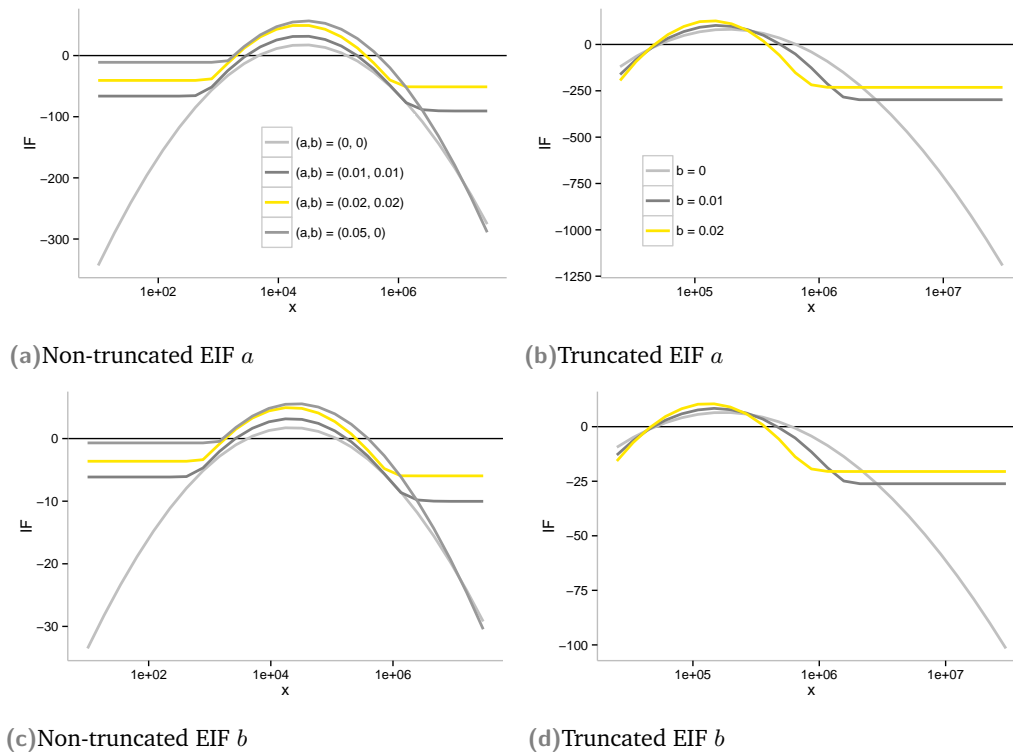 0
−100
−200
−300
IF
(a,b) = (0, 0)
(a,b) = (0.01, 0.01)
(a,b) = (0.02, 0.02)
(a,b) = (0.05, 0)
1e+02
1e+04
1e+06
x
(a)Non-truncated EIF a
0
−250
−500
−750
−1000
−1250
IF
b = 0
b = 0.01
b = 0.02
1e+05
1e+06
1e+07
x
(b)Truncated EIF a
0
−10
−20
−30
IF
1e+02
1e+04
1e+06
x
(c)Non-truncated EIF b
0
−25
−50
−75
−100
IF
1e+05
1e+06
1e+07
x
(d)Truncated EIF b